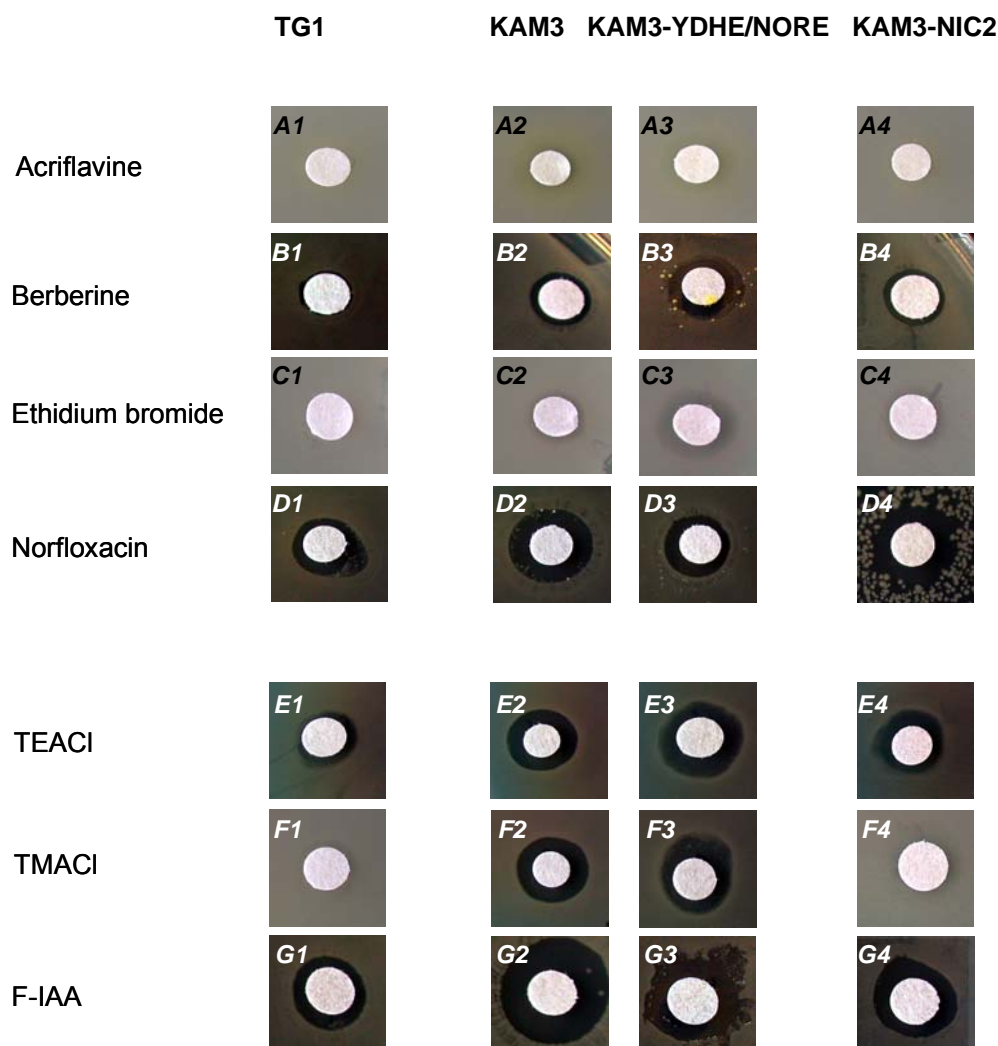 TG1 KAM3 KAM3-YDHE/NORE KAM3-NIC2
A1 A2 A3 A4
Acriflavine
B1 B2 B3 B4
Berberine
C1 C2 C3 C4
Ethidium bromide
D1 D2 D3 D4
Norfloxacin
E1 E2 E3 E4
TEACl
F1 F2 F3 F4
TMACl
G1 G2 G3 G4
F-IAA